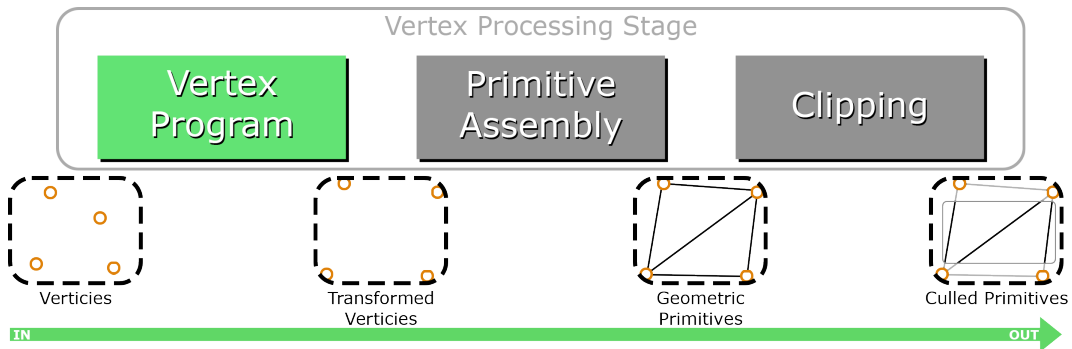 Vertex Processing Stage
Vertex
Program
Primitive
Assembly
Clipping
Verticies
Transformed
Verticies
Geometric
Primitives
Culled Primitives
IN
OUT